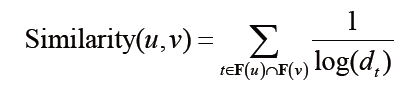 Similarity(u,v) = ∑_{t∈F(u)∩F(v)} 1/log(d_t)